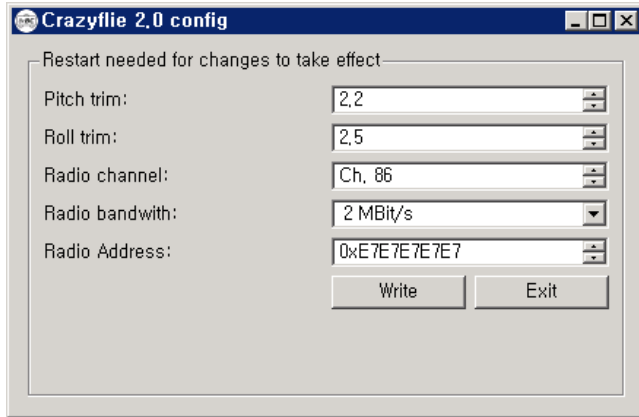 Crazyflie 2.0 config
Restart needed for changes to take effect
Pitch trim: 2.2
Roll trim: 2.5
Radio channel: Ch. 86
Radio bandwith: 2 MBit/s
Radio Address: 0xE7E7E7E7E7
Write Exit